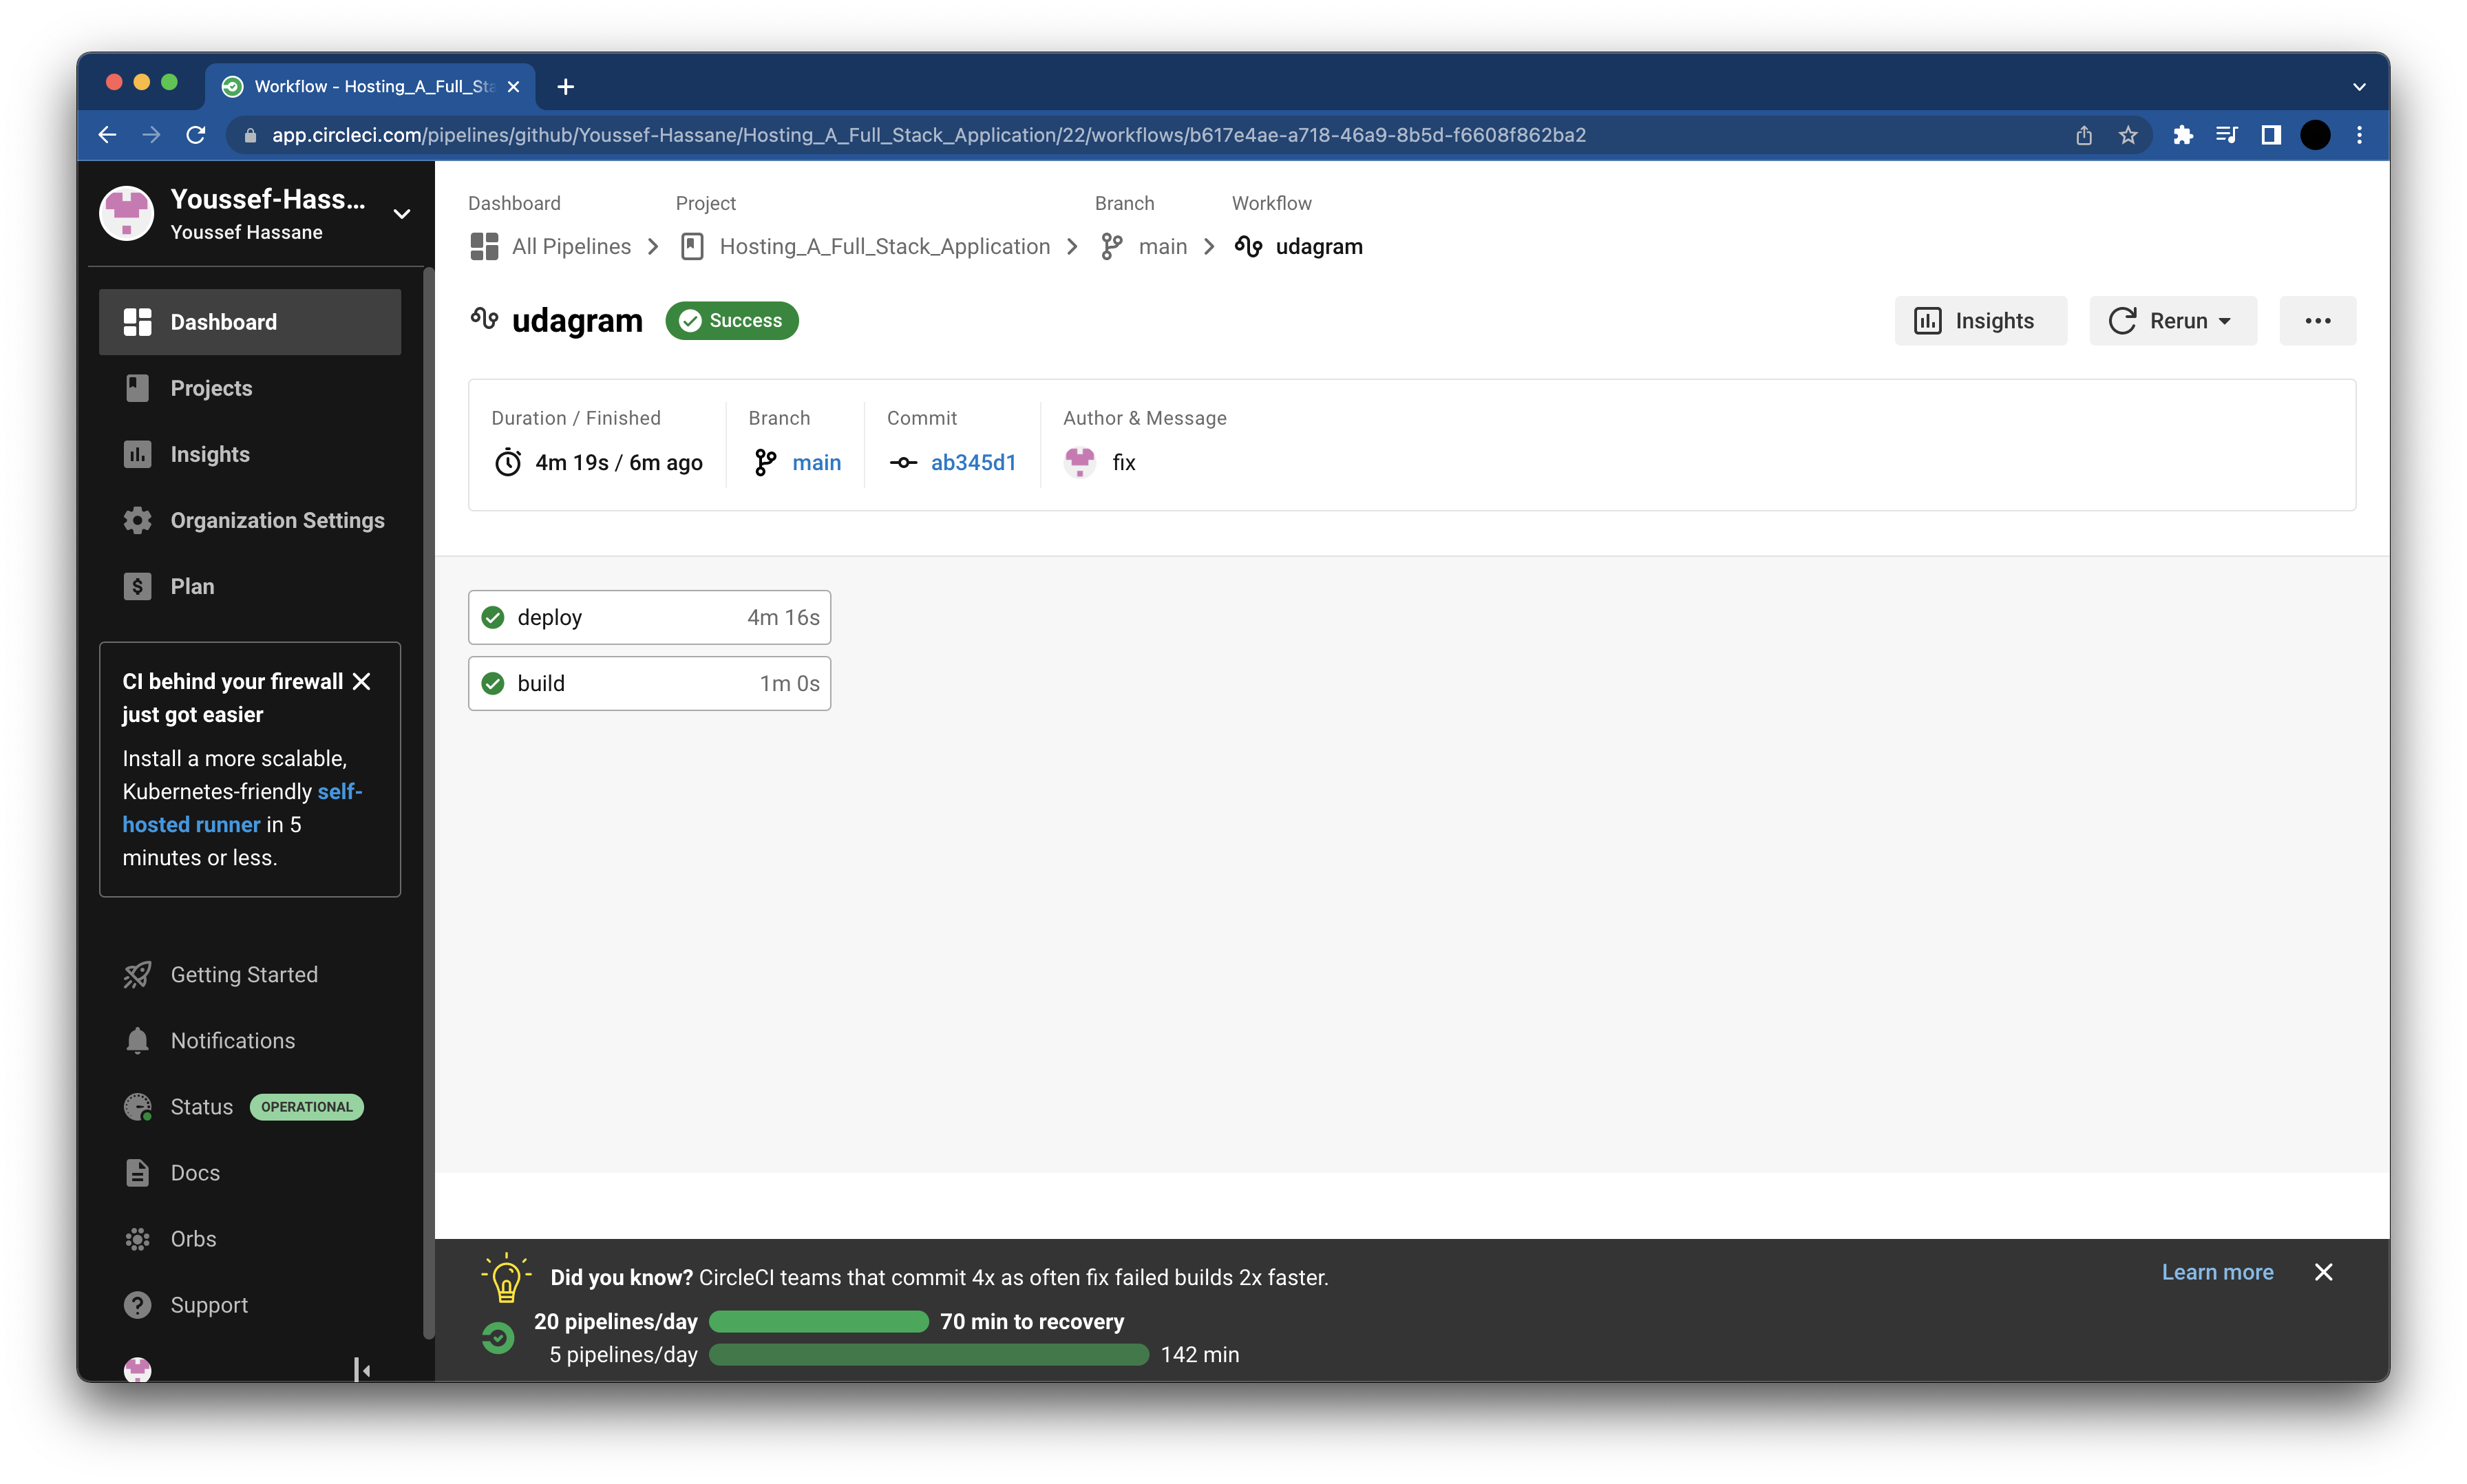 Workflow - Hosting_A_Full_Sta
app.circleci.com/pipelines/github/Youssef-Hassane/Hosting_A_Full_Stack_Application/22/workflows/b617e4ae-a718-46a9-8b5d-f6608f862ba2
Youssef-Hass...
Youssef Hassane
Dashboard
Projects
Insights
Organization Settings
Plan
CI behind your firewall
just got easier
Install a more scalable,
Kubernetes-friendly self-
hosted runner in 5
minutes or less.
Getting Started
Notifications
Status OPERATIONAL
Docs
Orbs
Support
Dashboard Project Branch Workflow
All Pipelines Hosting_A_Full_Stack_Application main udagram
udagram Success Insights Rerun
Duration / Finished Branch Commit Author & Message
4m 19s / 6m ago main ab345d1 fix
deploy 4m 16s
build 1m 0s
Did you know? CircleCI teams that commit 4x as often fix failed builds 2x faster. Learn more
20 pipelines/day 70 min to recovery
5 pipelines/day 142 min